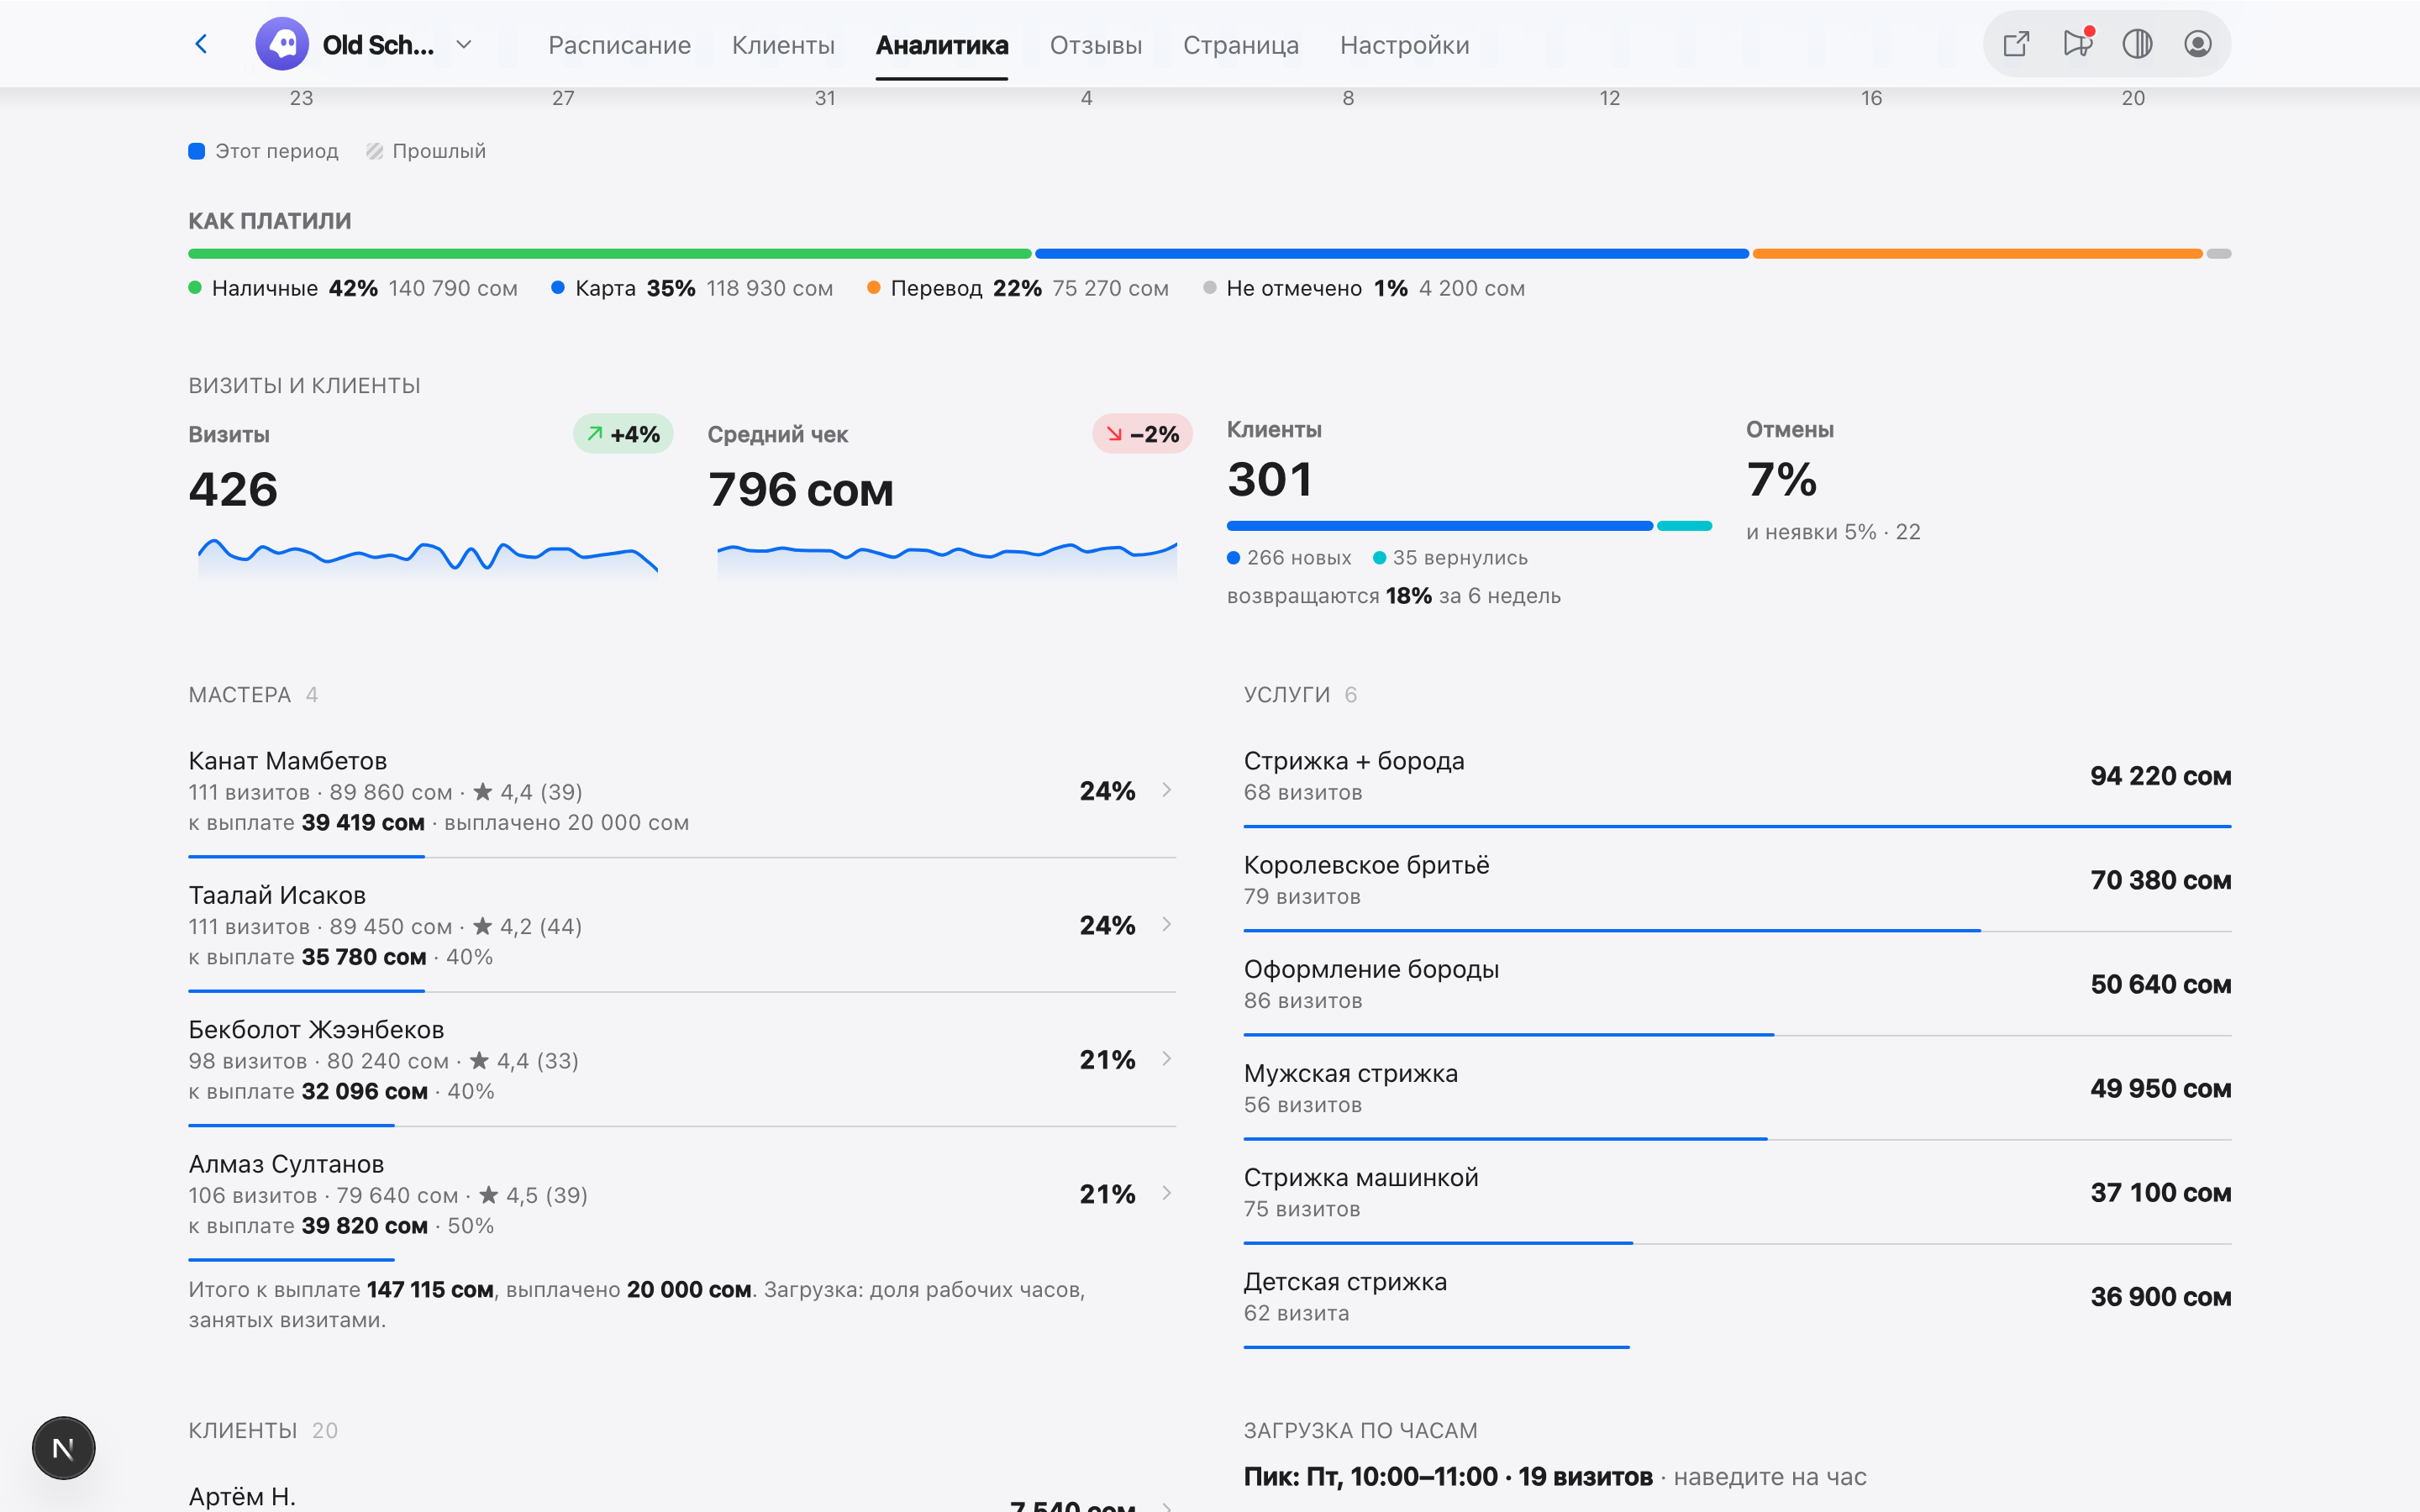 Old Sch...
Расписание
Клиенты
Аналитика
Отзывы
Страница
Настройки
23 27 31 4 8 12 16 20
Этот период Прошлый
КАК ПЛАТИЛИ
Наличные 42% 140 790 сом Карта 35% 118 930 сом Перевод 22% 75 270 сом Не отмечено 1% 4 200 сом
ВИЗИТЫ И КЛИЕНТЫ
Визиты +4%
426
Средний чек −2%
796 сом
Клиенты
301
266 новых 35 вернулись
возвращаются 18% за 6 недель
Отмены
7%
и неявки 5% · 22
МАСТЕРА 4
Канат Мамбетов
111 визитов · 89 860 сом · ★ 4,4 (39)
к выплате 39 419 сом · выплачено 20 000 сом
24%
Таалай Исаков
111 визитов · 89 450 сом · ★ 4,2 (44)
к выплате 35 780 сом · 40%
24%
Бекболот Жээнбеков
98 визитов · 80 240 сом · ★ 4,4 (33)
к выплате 32 096 сом · 40%
21%
Алмаз Султанов
106 визитов · 79 640 сом · ★ 4,5 (39)
к выплате 39 820 сом · 50%
21%
Итого к выплате 147 115 сом, выплачено 20 000 сом. Загрузка: доля рабочих часов,
занятых визитами.
УСЛУГИ 6
Стрижка + борода
68 визитов
94 220 сом
Королевское бритьё
79 визитов
70 380 сом
Оформление бороды
86 визитов
50 640 сом
Мужская стрижка
56 визитов
49 950 сом
Стрижка машинкой
75 визитов
37 100 сом
Детская стрижка
62 визита
36 900 сом
КЛИЕНТЫ 20
Артём Н.
7 540 сом
ЗАГРУЗКА ПО ЧАСАМ
Пик: Пт, 10:00–11:00 · 19 визитов · наведите на час
N